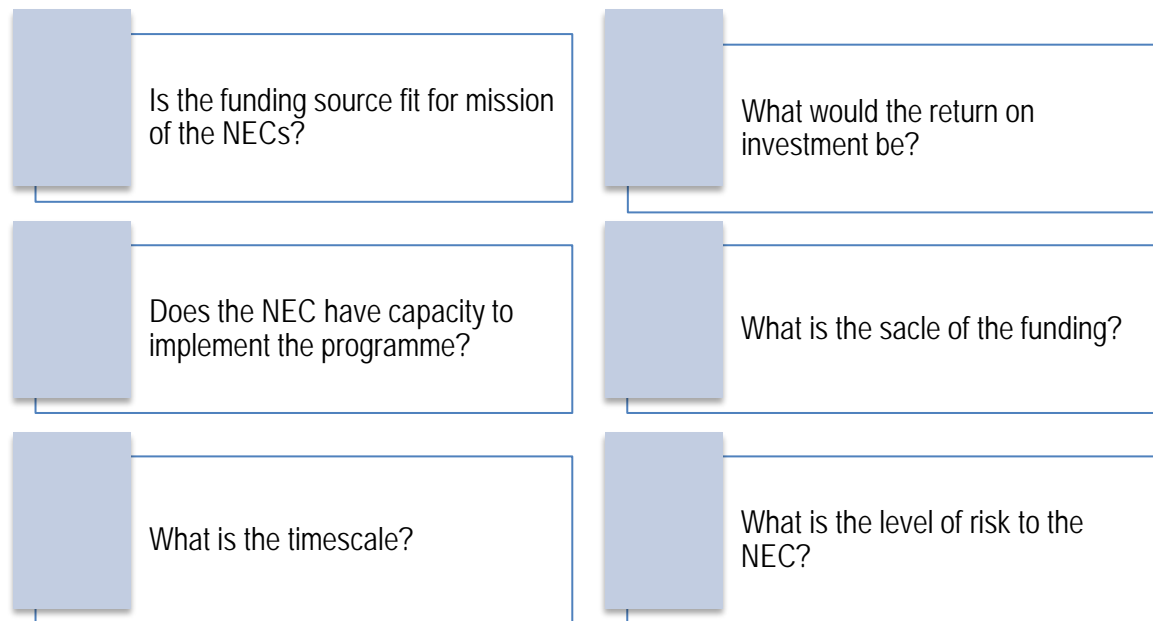 Is the funding source fit for mission
of the NECs?
What would the return on
investment be?
Does the NEC have capacity to
implement the programme?
What is the sacle of the funding?
What is the timescale?
What is the level of risk to the
NEC?